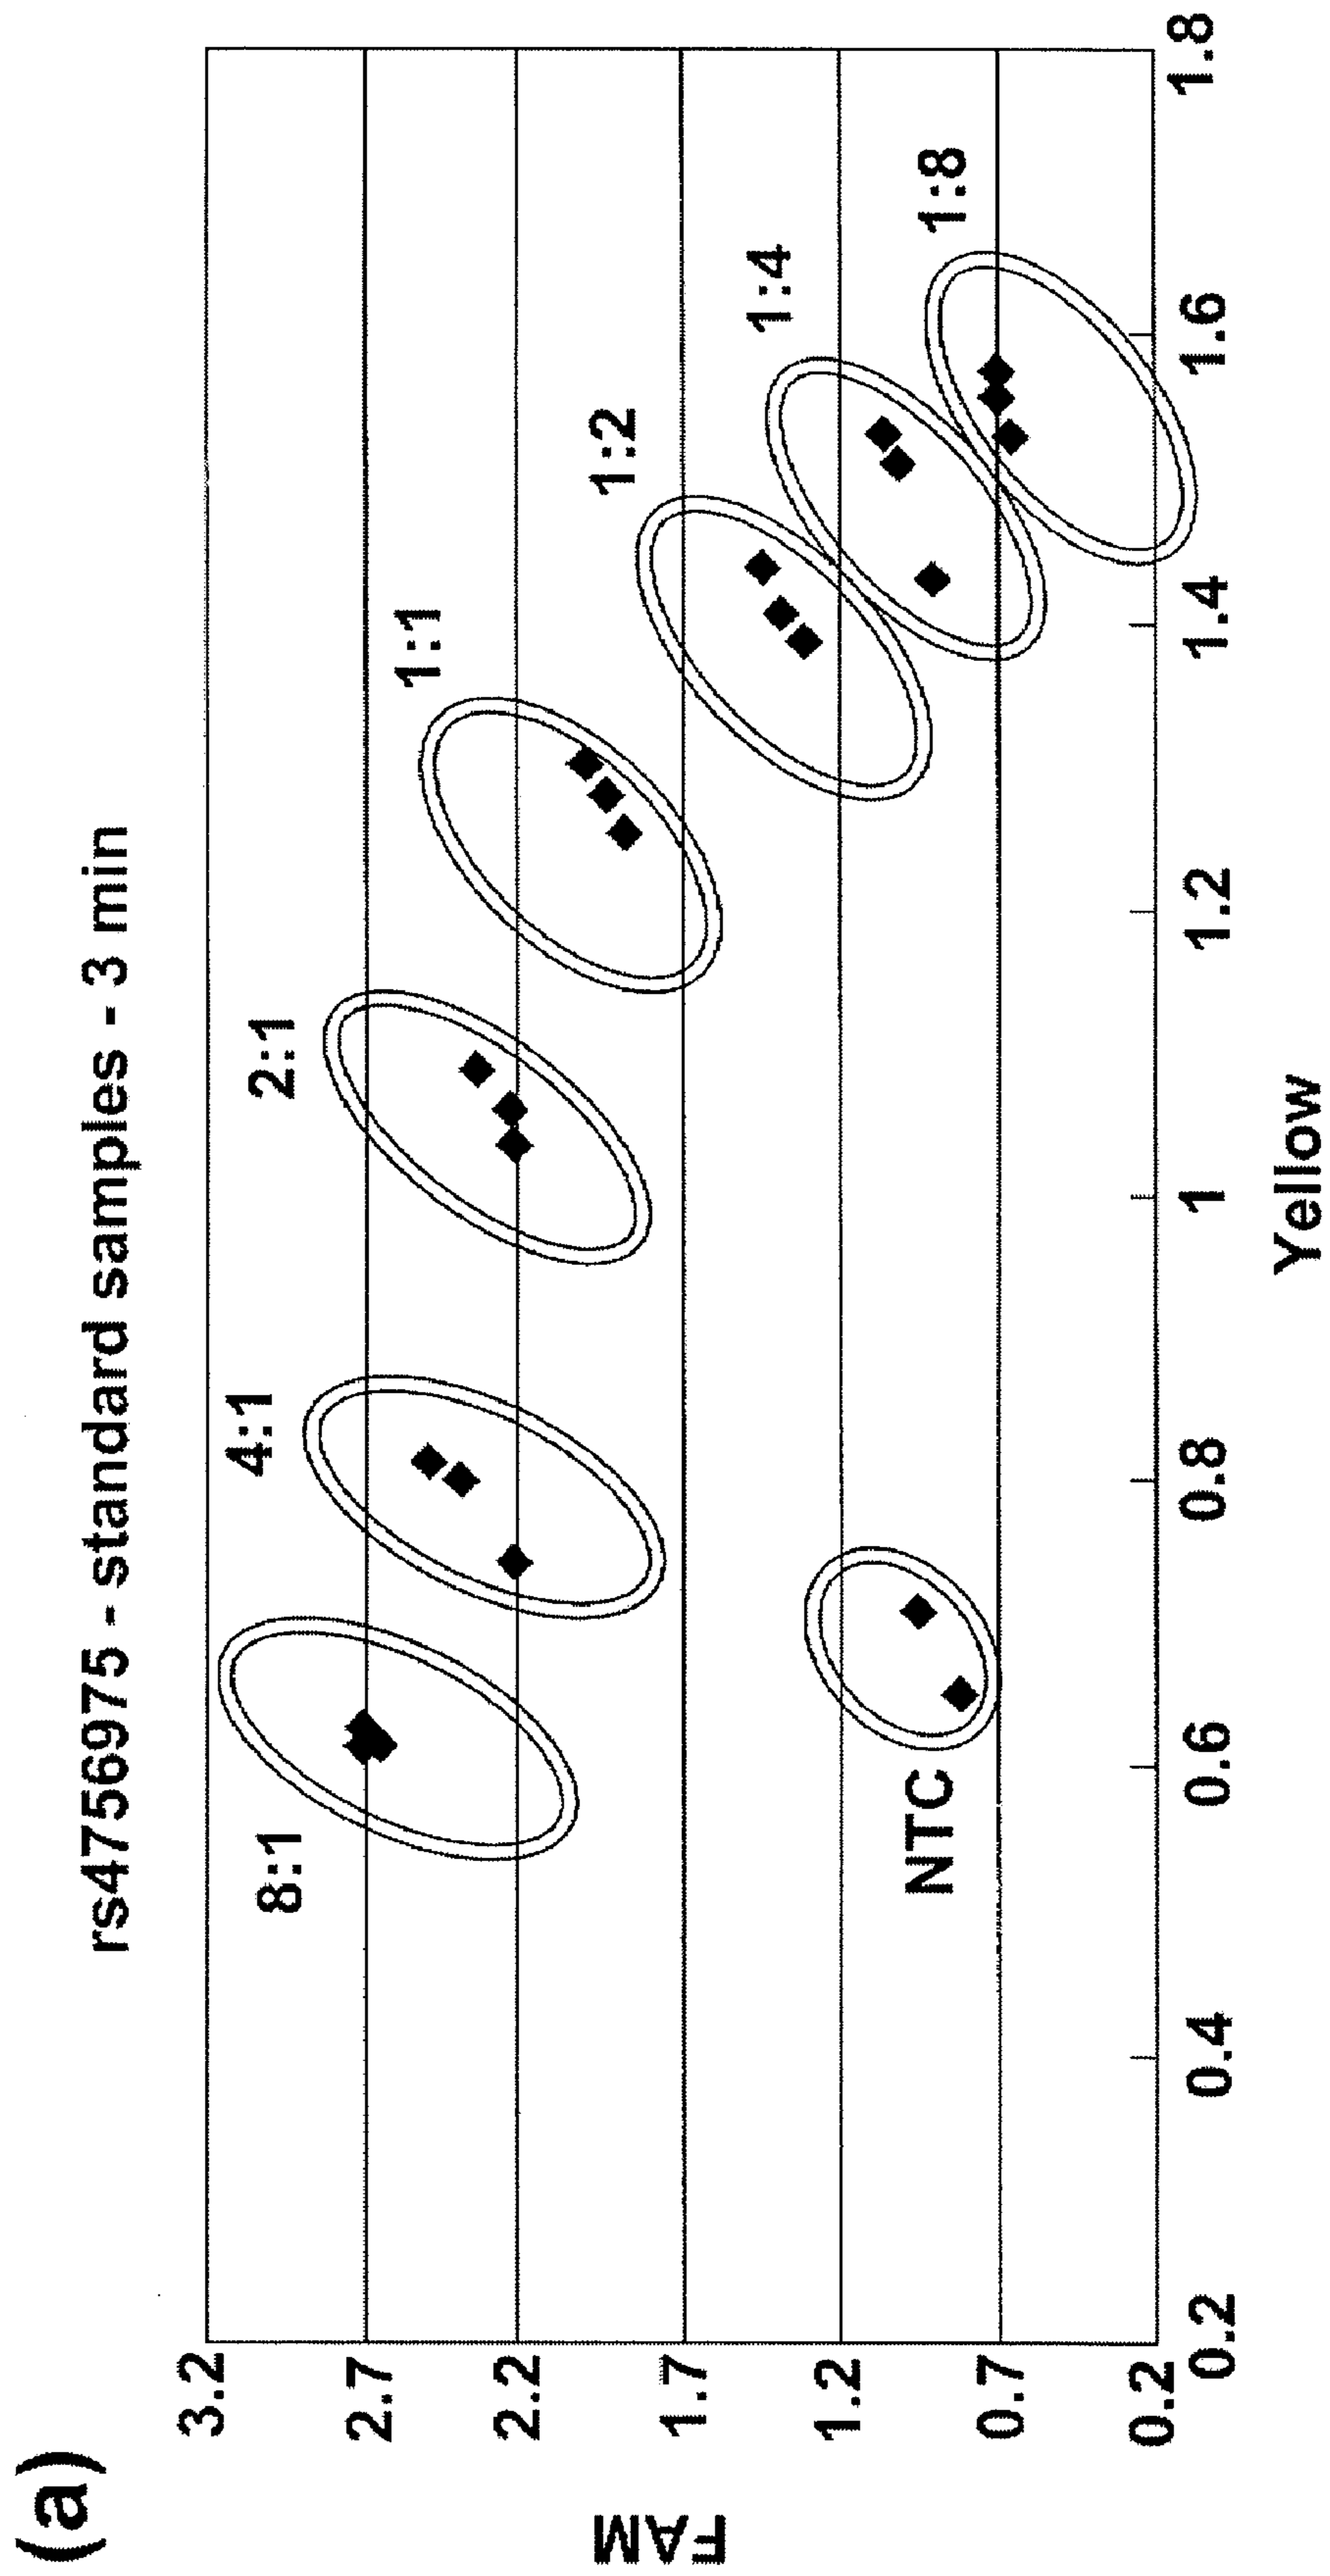 (a)
rs4756975 - standard samples - 3 min
FAM
3.2
2.7
2.2
1.7
1.2
0.7
0.2
8:1
4:1
2:1
1:1
1:2
1:4
1:8
NTC
0.2 0.4 0.6 0.8 1 1.2 1.4 1.6 1.8
Yellow